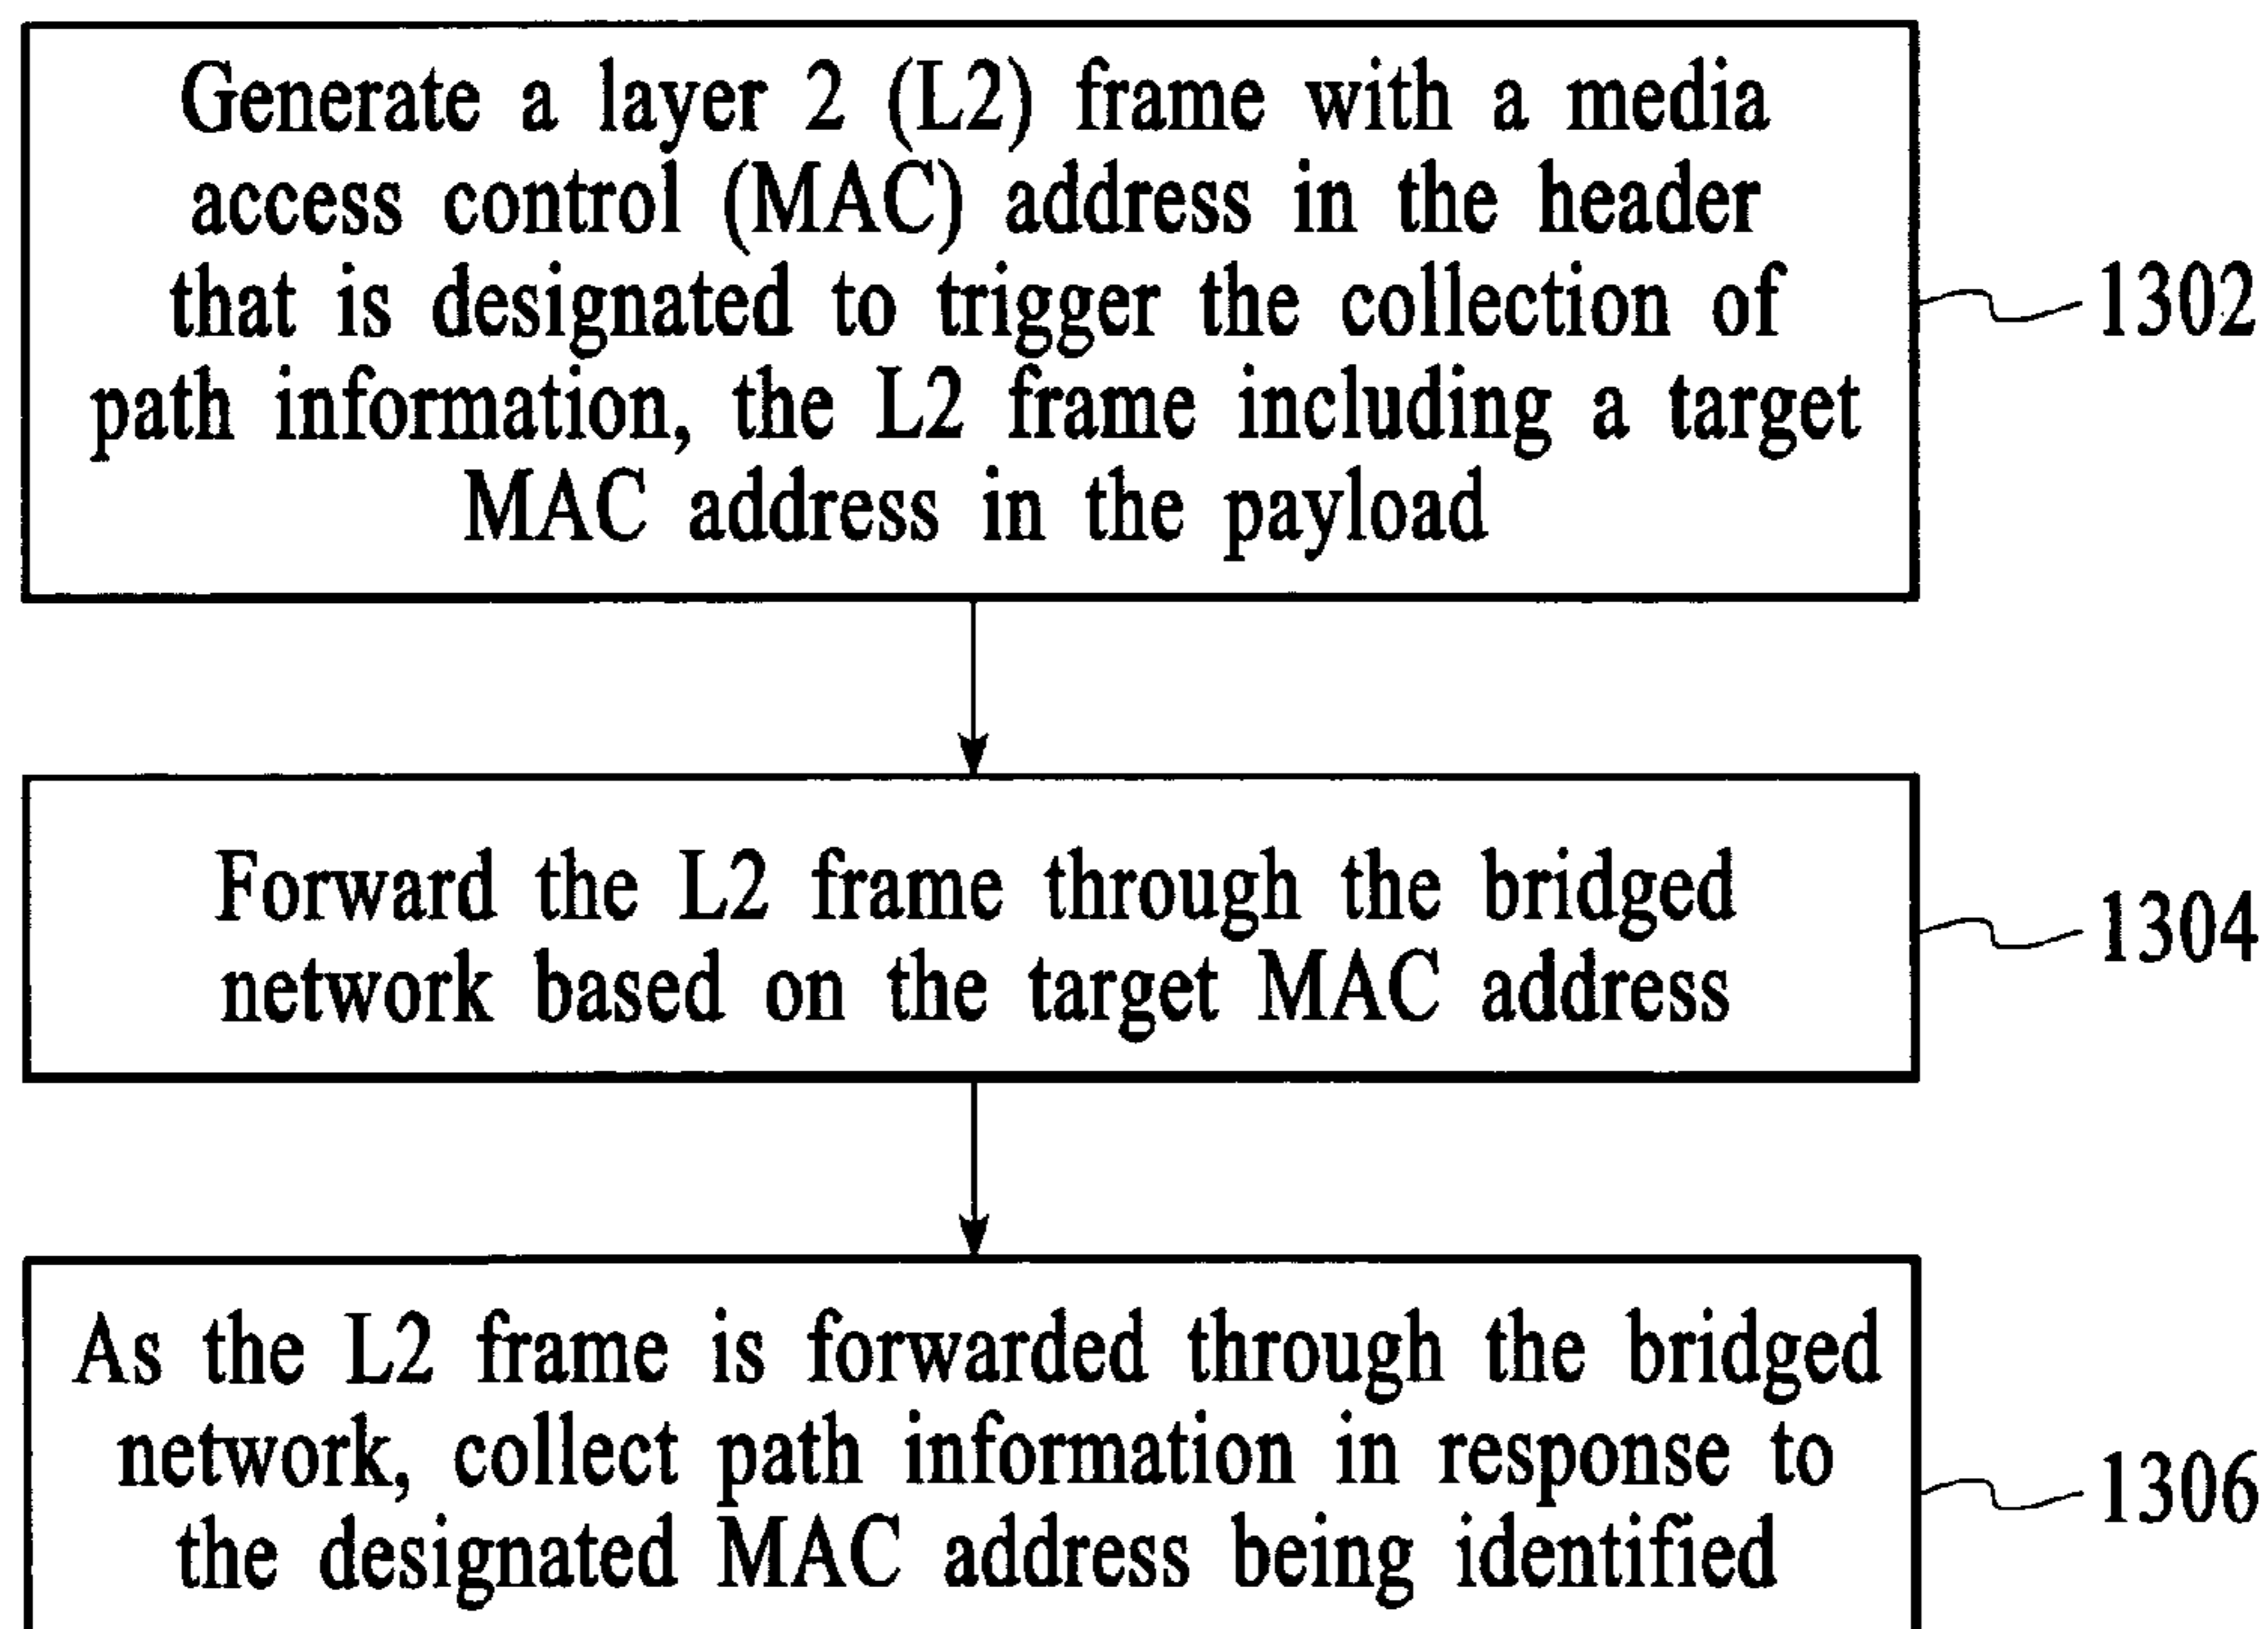 Generate a layer 2 (L2) frame with a media
access control (MAC) address in the header
that is designated to trigger the collection of
path information, the L2 frame including a target
MAC address in the payload
1302
Forward the L2 frame through the bridged
network based on the target MAC address
1304
As the L2 frame is forwarded through the bridged
network, collect path information in response to
the designated MAC address being identified
1306